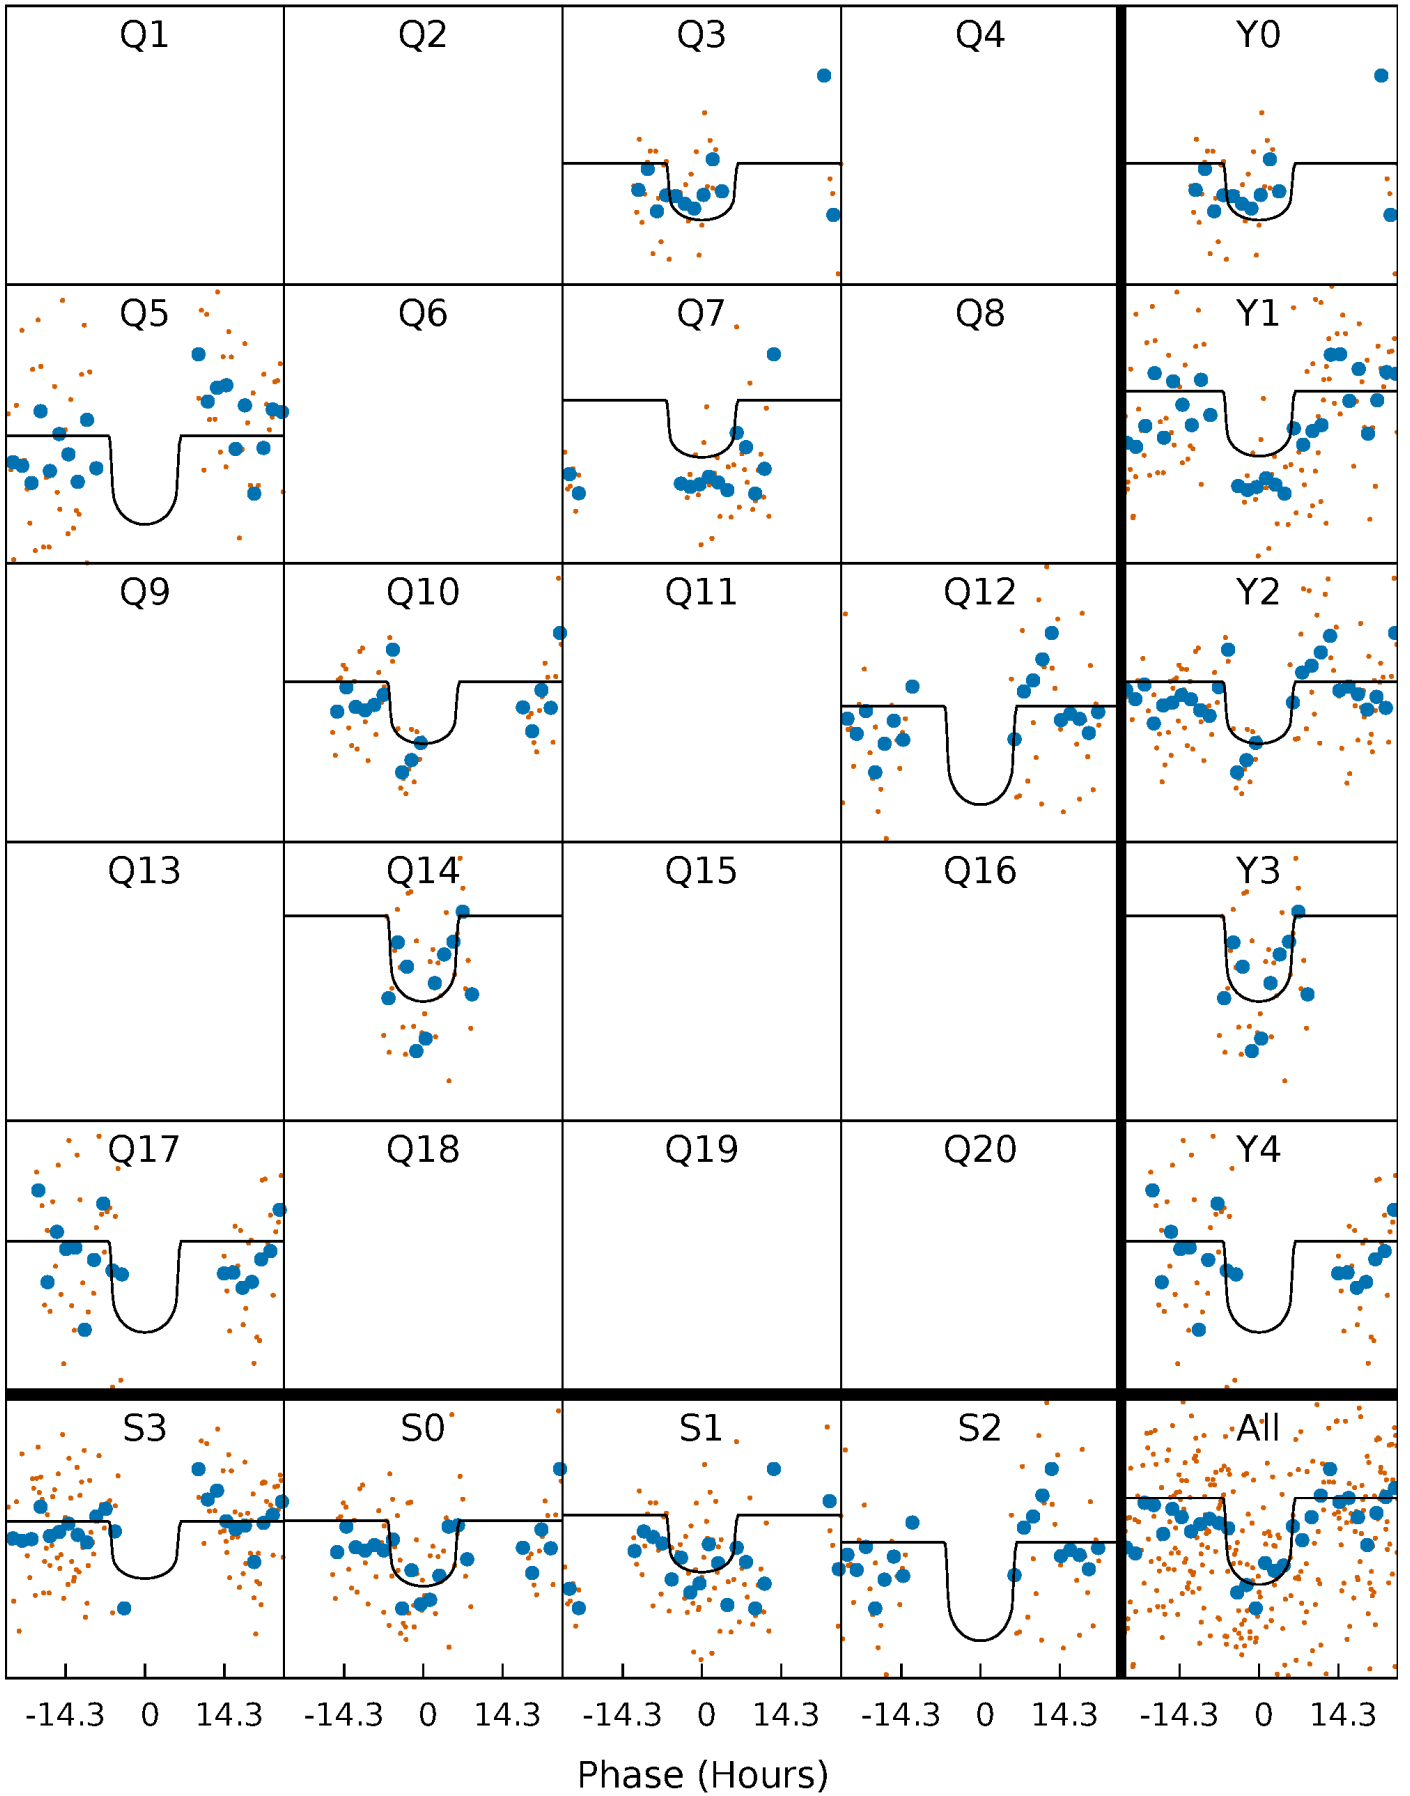 Q1 Q2 Q3 Q4 Y0
Q5 Q6 Q7 Q8 Y1
Q9 Q10 Q11 Q12 Y2
Q13 Q14 Q15 Q16 Y3
Q17 Q18 Q19 Q20 Y4
S3 S0 S1 S2 All
-14.3 0 14.3 -14.3 0 14.3 -14.3 0 14.3 -14.3 0 14.3 -14.3 0 14.3
Phase (Hours)